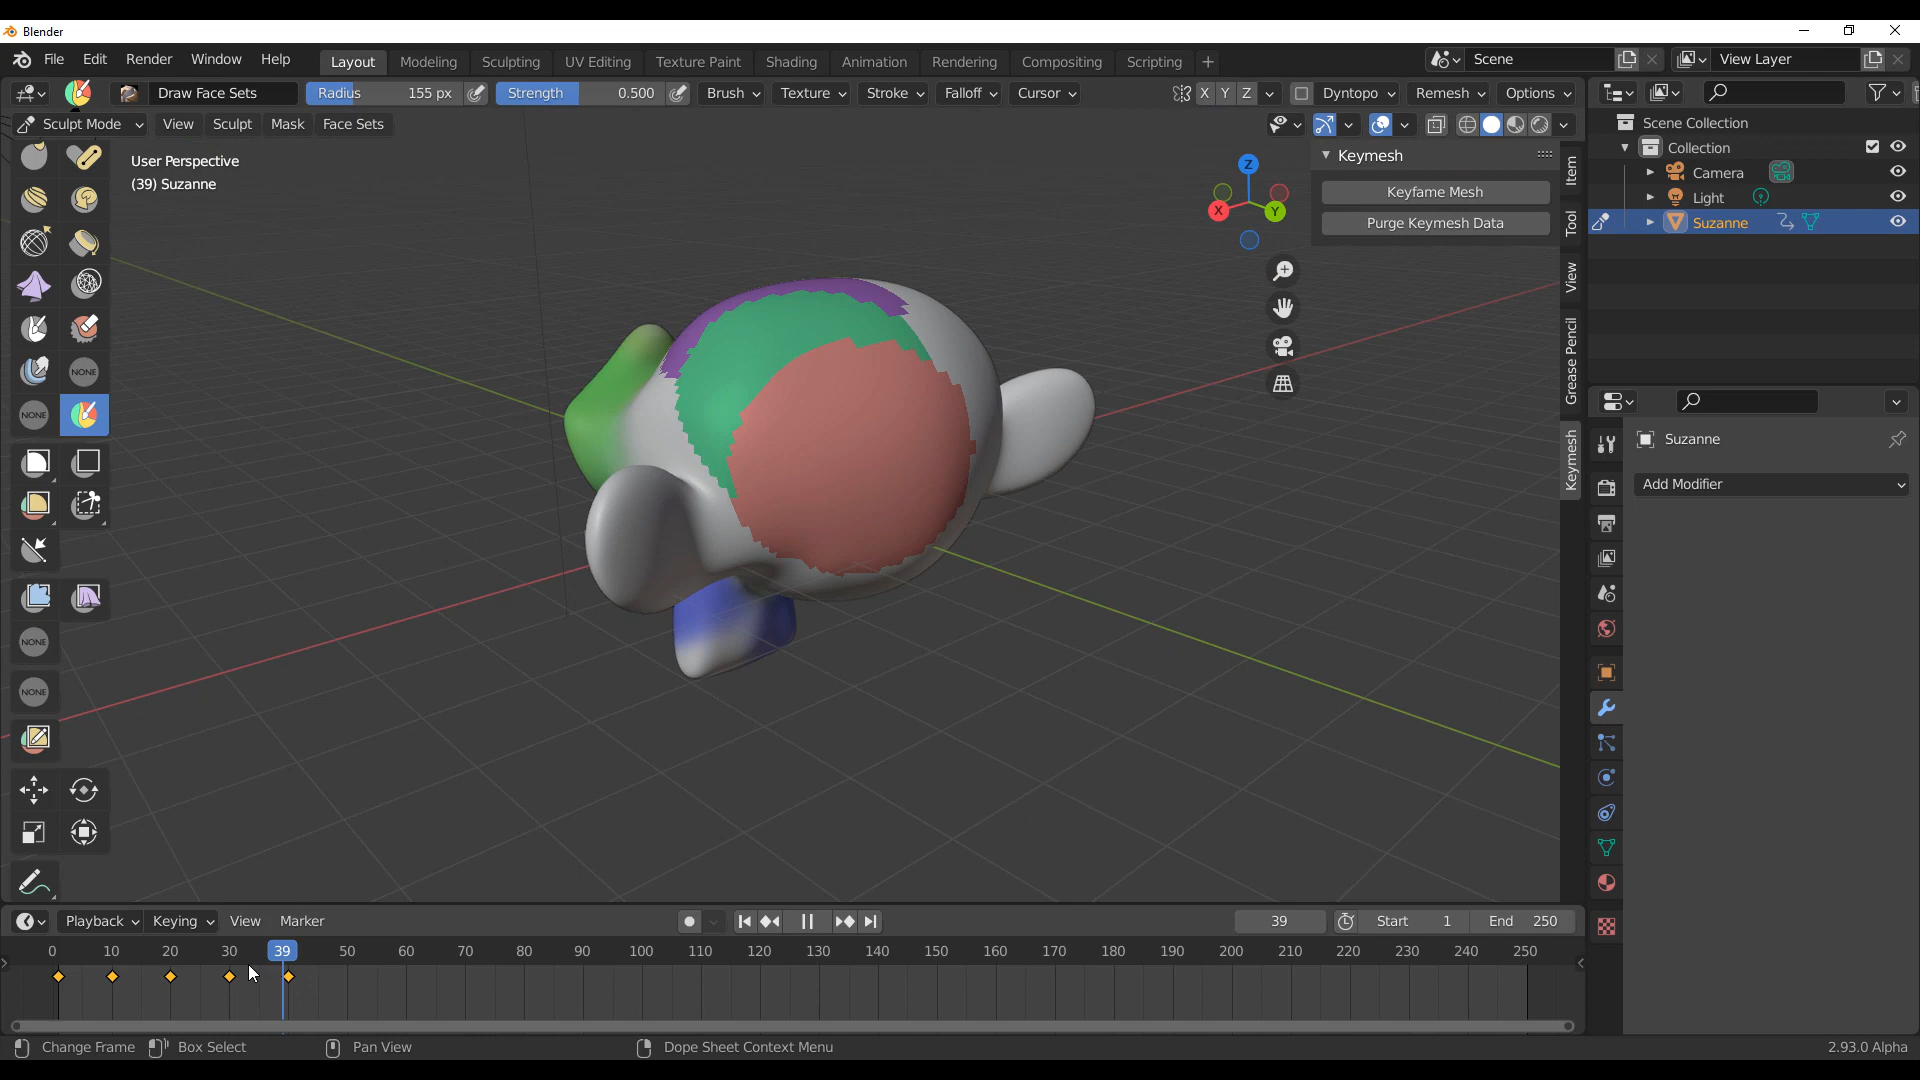 Blender
File Edit Render Window Help Layout Modeling Sculpting UV Editing Texture Paint Shading Animation Rendering Compositing Scripting + Scene View Layer
Draw Face Sets Radius 155 px Strength 0.500 Brush Texture Stroke Falloff Cursor X Y Z Dyntopo Remesh Options
Sculpt Mode View Sculpt Mask Face Sets
User Perspective
(39) Suzanne
Z
X
Y
NONE
NONE
NONE
NONE
Keymesh
Keyfame Mesh
Purge Keymesh Data
Item
Tool
View
Grease Pencil
Keymesh
Scene Collection
Collection
Camera
Light
Suzanne
Suzanne
Add Modifier
Playback Keying View Marker 39 Start 1 End 250
0 10 20 30 39 50 60 70 80 90 100 110 120 130 140 150 160 170 180 190 200 210 220 230 240 250
Change Frame Box Select Pan View Dope Sheet Context Menu 2.93.0 Alpha